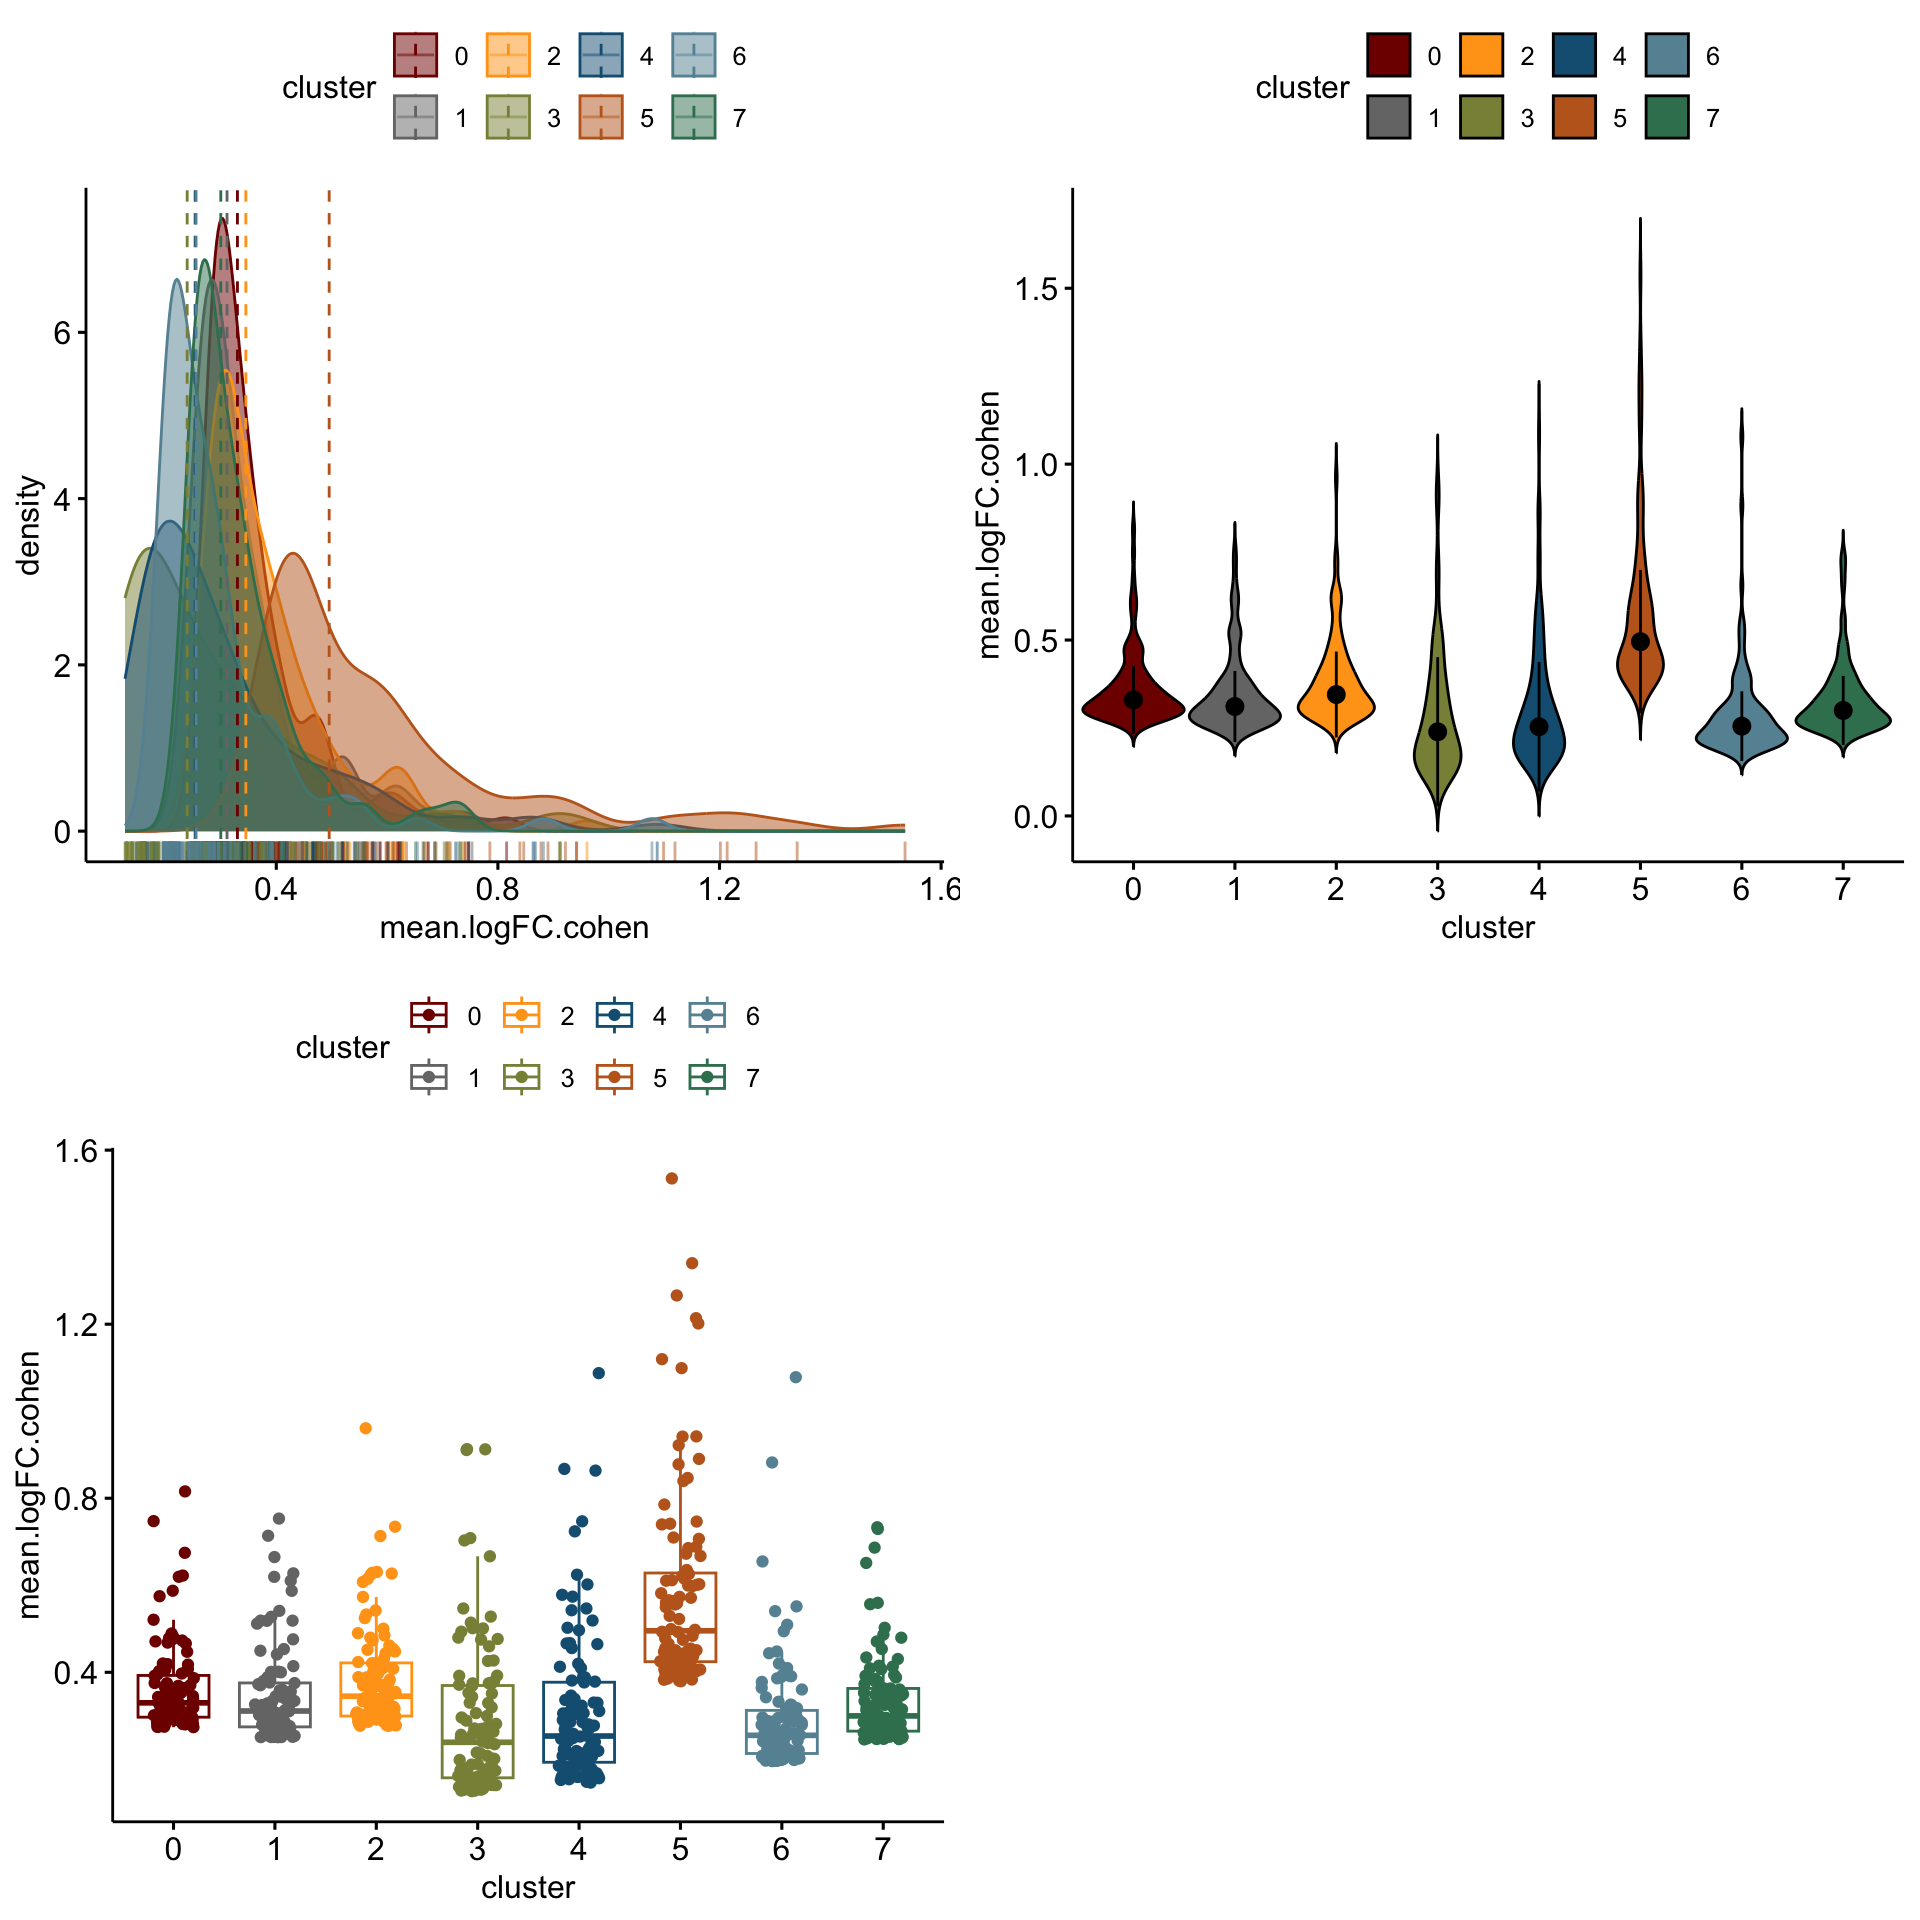 cluster
0 2 4 6
1 3 5 7
density
6
4
2
0
0.4 0.8 1.2 1.6
mean.logFC.cohen
cluster
0 2 4 6
1 3 5 7
mean.logFC.cohen
1.5
1.0
0.5
0.0
0 1 2 3 4 5 6 7
cluster
cluster
0 2 4 6
1 3 5 7
mean.logFC.cohen
1.6
1.2
0.8
0.4
0 1 2 3 4 5 6 7
cluster